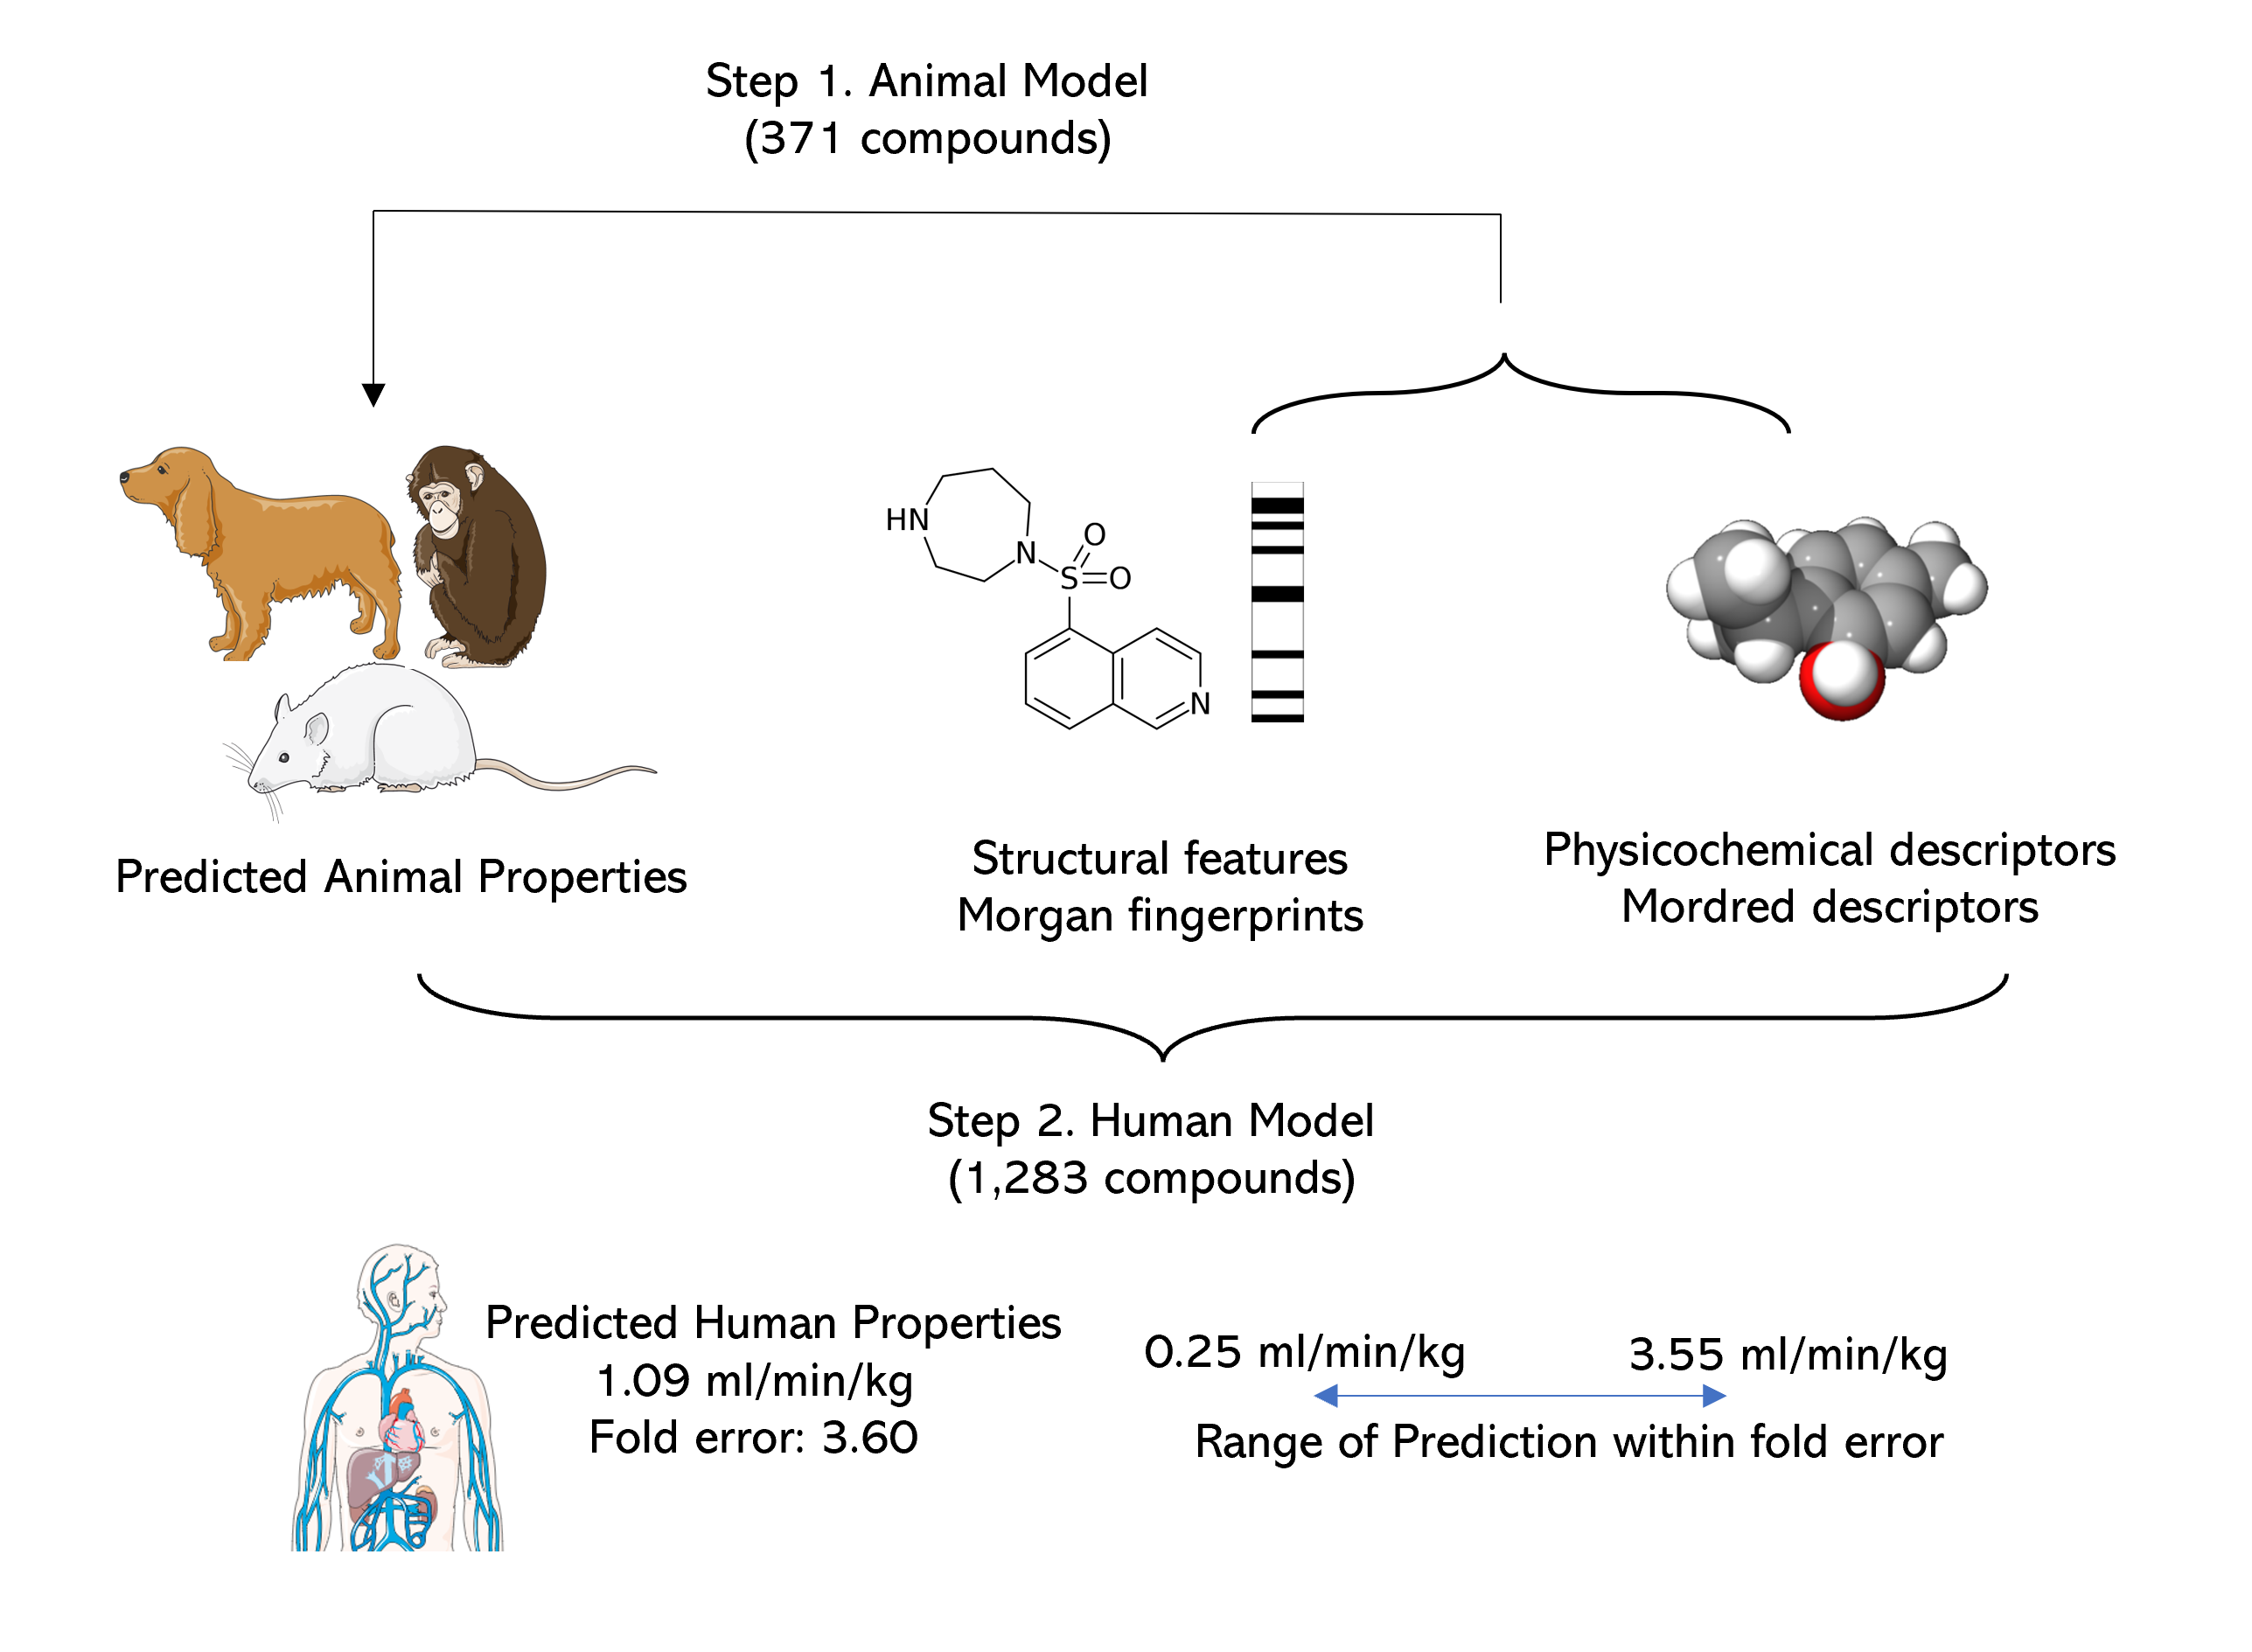 Step 1. Animal Model
(371 compounds)
HN
N
S
O
O
N
Predicted Animal Properties
Structural features
Morgan fingerprints
Physicochemical descriptors
Mordred descriptors
Step 2. Human Model
(1,283 compounds)
Predicted Human Properties
1.09 ml/min/kg
Fold error: 3.60
0.25 ml/min/kg
3.55 ml/min/kg
Range of Prediction within fold error